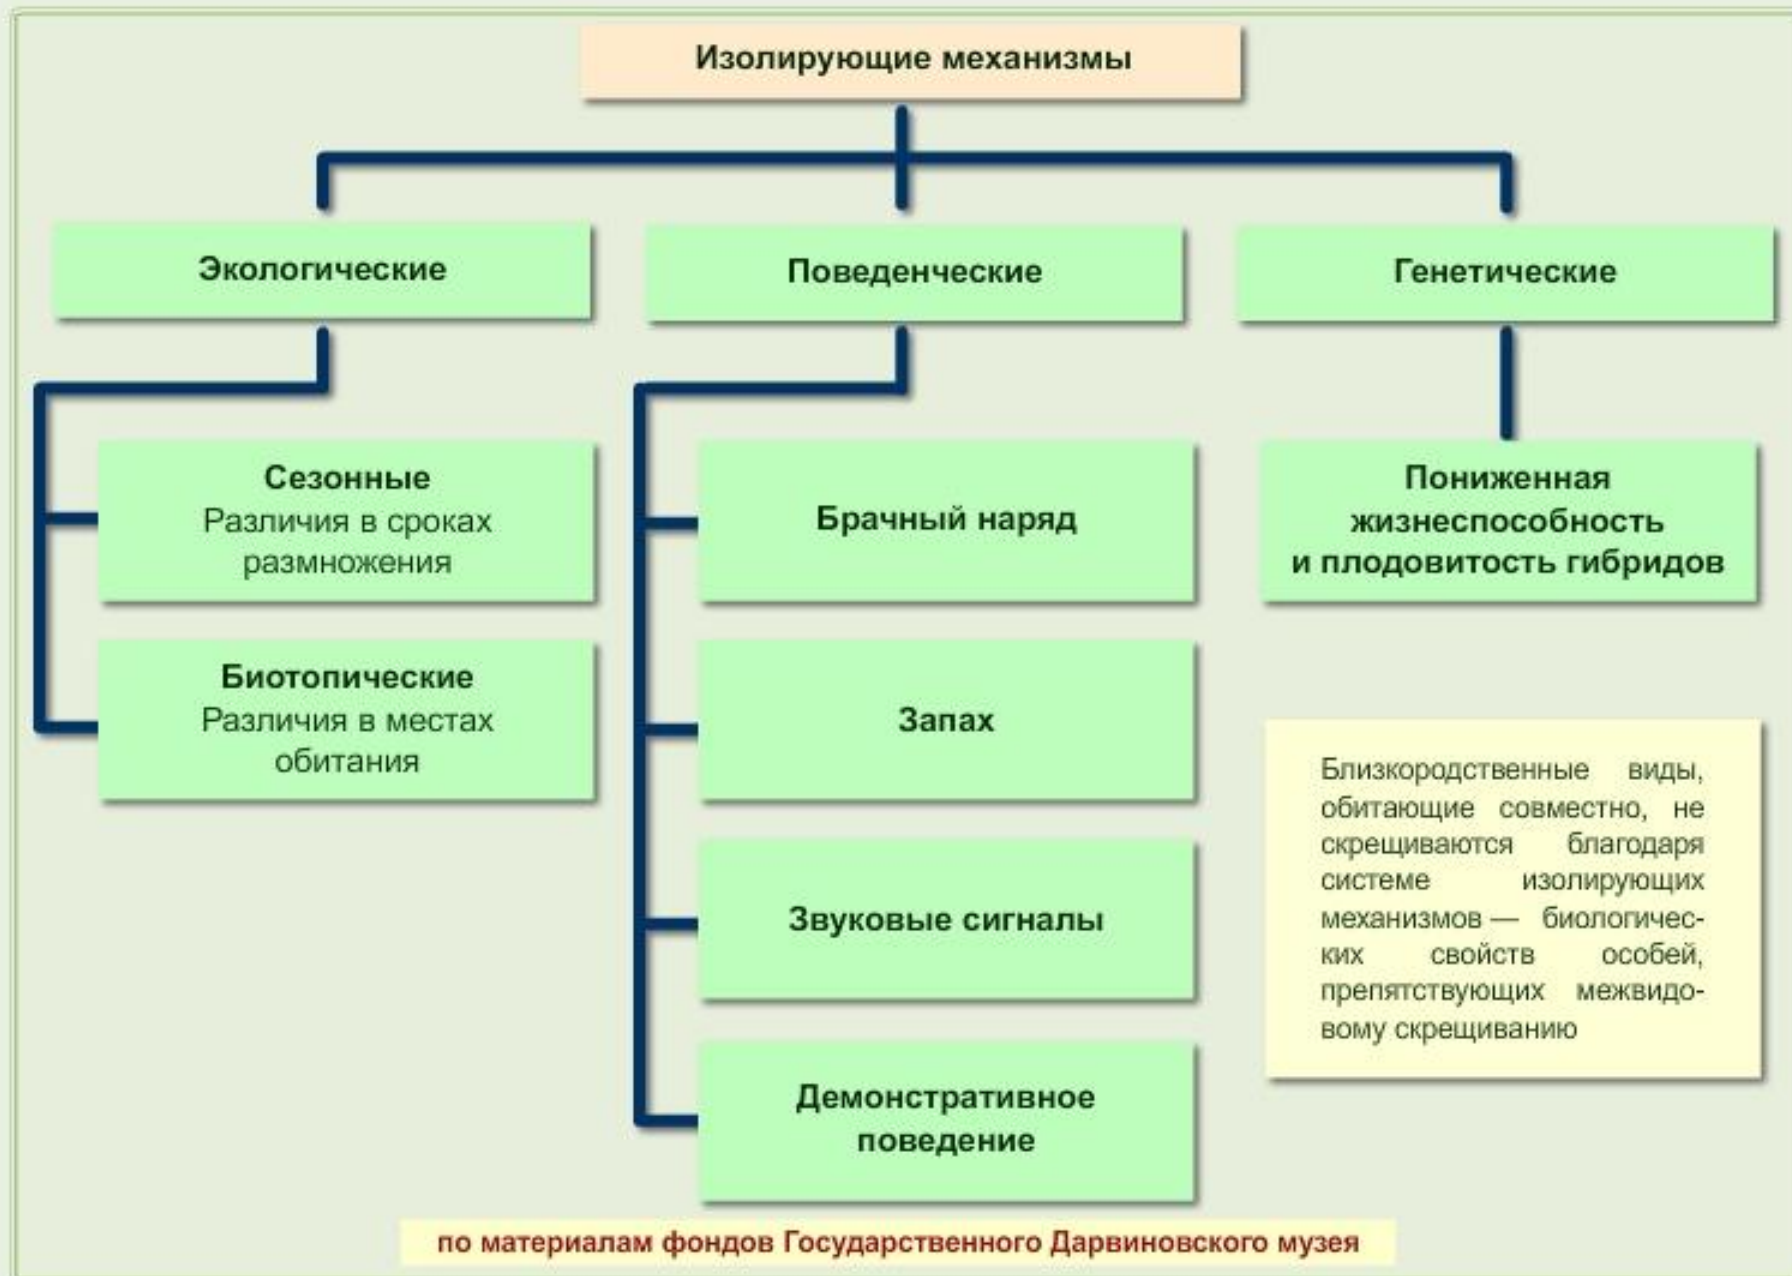 Изолирующие механизмы
Экологические
Поведенческие
Генетические
Сезонные
Различия в сроках
размножения
Биотопические
Различия в местах
обитания
Брачный наряд
Запах
Звуковые сигналы
Демонстративное
поведение
Пониженная
жизнеспособность
и плодовитость гибридов
Близкородственные виды,
обитающие совместно, не
скрещиваются благодаря
системе изолирующих
механизмов — биологичес-
ких свойств особей,
препятствующих межвидо-
вому скрещиванию
по материалам фондов Государственного Дарвиновского музея